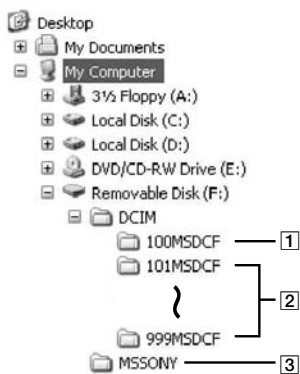 Desktop
My Documents
My Computer
3½ Floppy (A:)
Local Disk (C:)
Local Disk (D:)
DVD/CD-RW Drive (E:)
Removable Disk (F:)
DCIM
100MSDCF 1
101MSDCF
2
999MSDCF
MSSONY 3